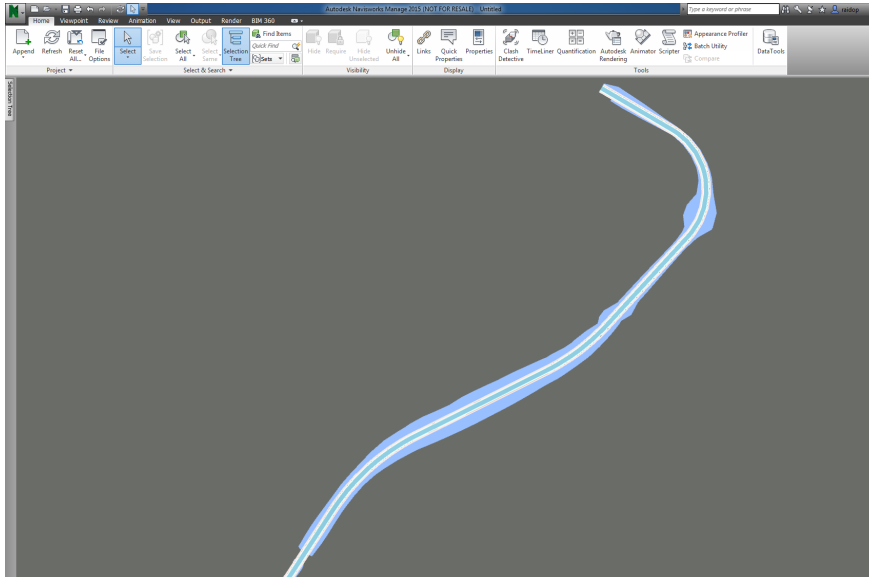 Autodesk Navisworks Manage 2015 (NOT FOR RESALE) Untitled
Type a keyword or phrase
Home Viewpoint Review Animation View Output Render BIM 360
Append
Refresh
Reset All...
File Options
Project
Select
Save Selection
Select All
Select Same
Selection Tree
Find Items
Quick Find
Sets
Select & Search
Hide
Require
Hide Unselected
Unhide All
Visibility
Links
Quick Properties
Properties
Display
Clash Detective
TimeLiner
Quantification
Autodesk Rendering
Animator
Scripter
Appearance Profiler
Batch Utility
Compare
Tools
DataTools
Selection Tree